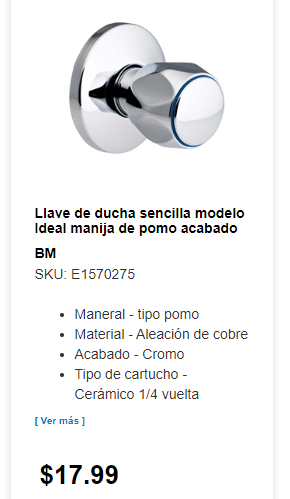 Llave de ducha sencilla modelo
Ideal manija de pomo acabado
BM
SKU: E1570275
• Maneral - tipo pomo
• Material - Aleación de cobre
• Acabado - Cromo
• Tipo de cartucho -
Cerámico 1/4 vuelta
[ Ver más ]
$17.99